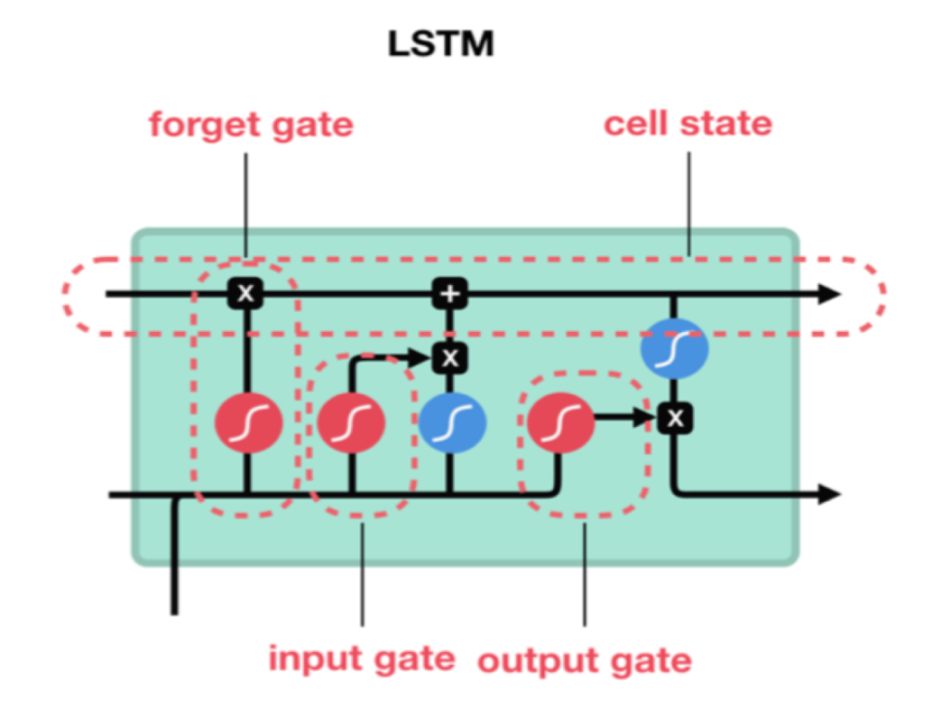 LSTM
forget gate
cell state
x
+
x
x
input gate
output gate